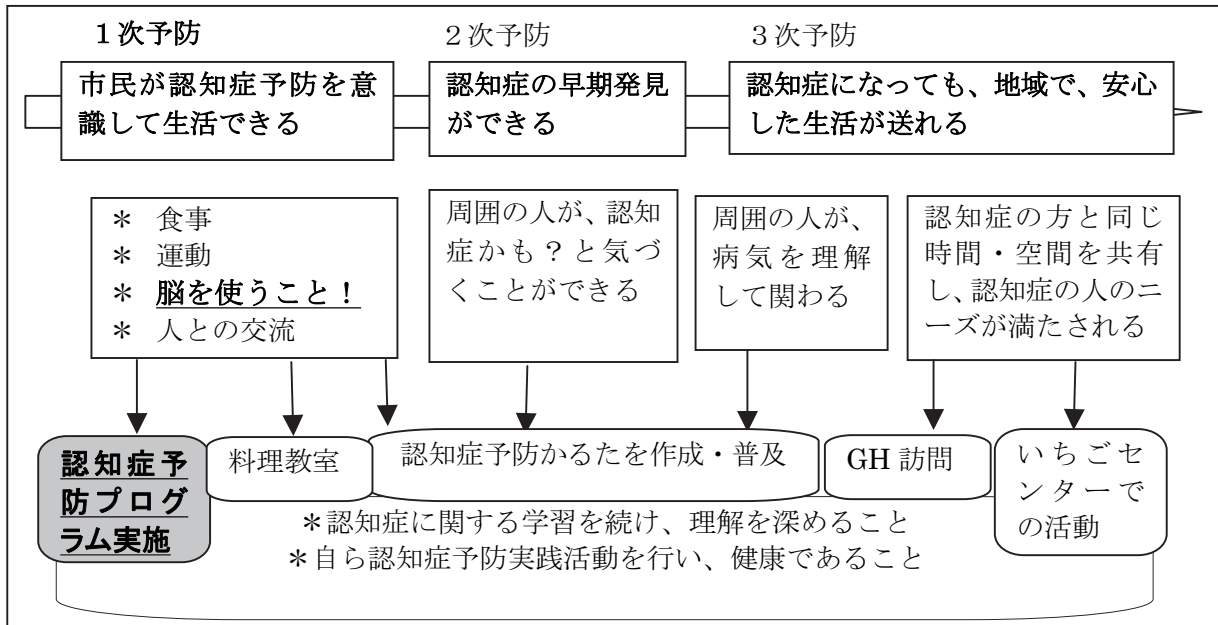 １次予防
２次予防
３次予防
市民が認知症予防を意
識して生活できる
認知症の早期発見
ができる
認知症になっても、地域で、安心
した生活が送れる
＊　食事
＊　運動
＊　脳を使うこと！
＊　人との交流
周囲の人が、認知
症かも？と気づ
くことができる
周囲の人が、
病気を理解
して関わる
認知症の方と同じ
時間・空間を共有
し、認知症の人のニ
ーズが満たされる
認知症予
防プログ
ラム実施
料理教室
認知症予防かるたを作成・普及
GH 訪問
いちごセ
ンターで
の活動
＊認知症に関する学習を続け、理解を深めること
＊自ら認知症予防実践活動を行い、健康であること